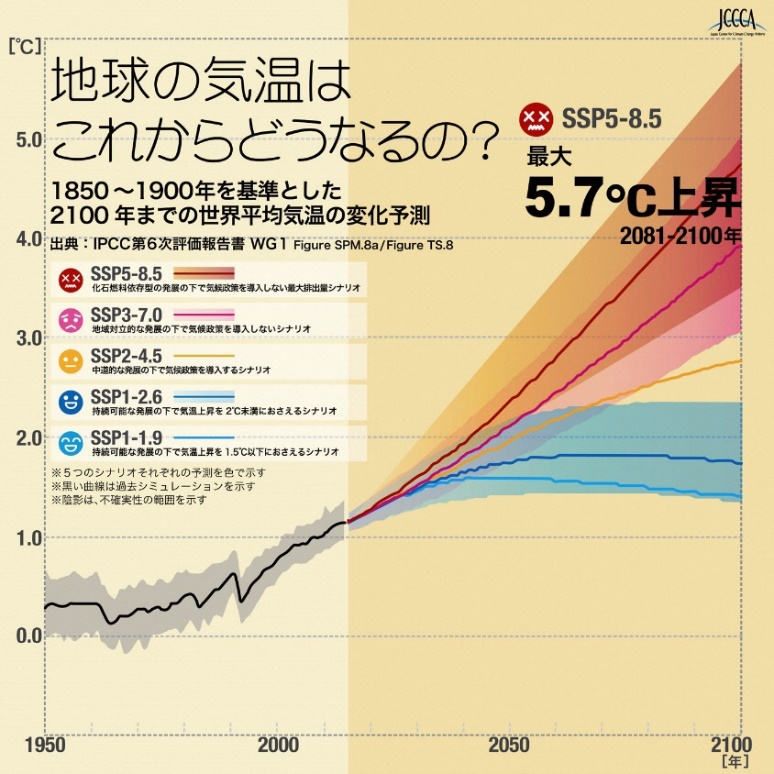 JCCCA
Japan Center for Climate Change Actions
[℃]
地球の気温は
これからどうなるの？
1850～1900年を基準とした
2100年までの世界平均気温の変化予測
出典：IPCC第6次評価報告書 WG1 Figure SPM.8a/Figure TS.8
SSP5-8.5
最大
5.7℃上昇
2081-2100年
SSP5-8.5
化石燃料依存型の発展の下で気候政策を導入しない最大排出量シナリオ
SSP3-7.0
地域対立的な発展の下で気候政策を導入しないシナリオ
SSP2-4.5
中道的な発展の下で気候政策を導入するシナリオ
SSP1-2.6
持続可能な発展の下で気温上昇を 2℃未満におさえるシナリオ
SSP1-1.9
持続可能な発展の下で気温上昇を 1.5℃以下におさえるシナリオ
※５つのシナリオそれぞれの予測を色で示す
※黒い曲線は過去シミュレーションを示す
※陰影は、不確実性の範囲を示す
5.0
4.0
3.0
2.0
1.0
0.0
1950 2000 2050 2100
[年]